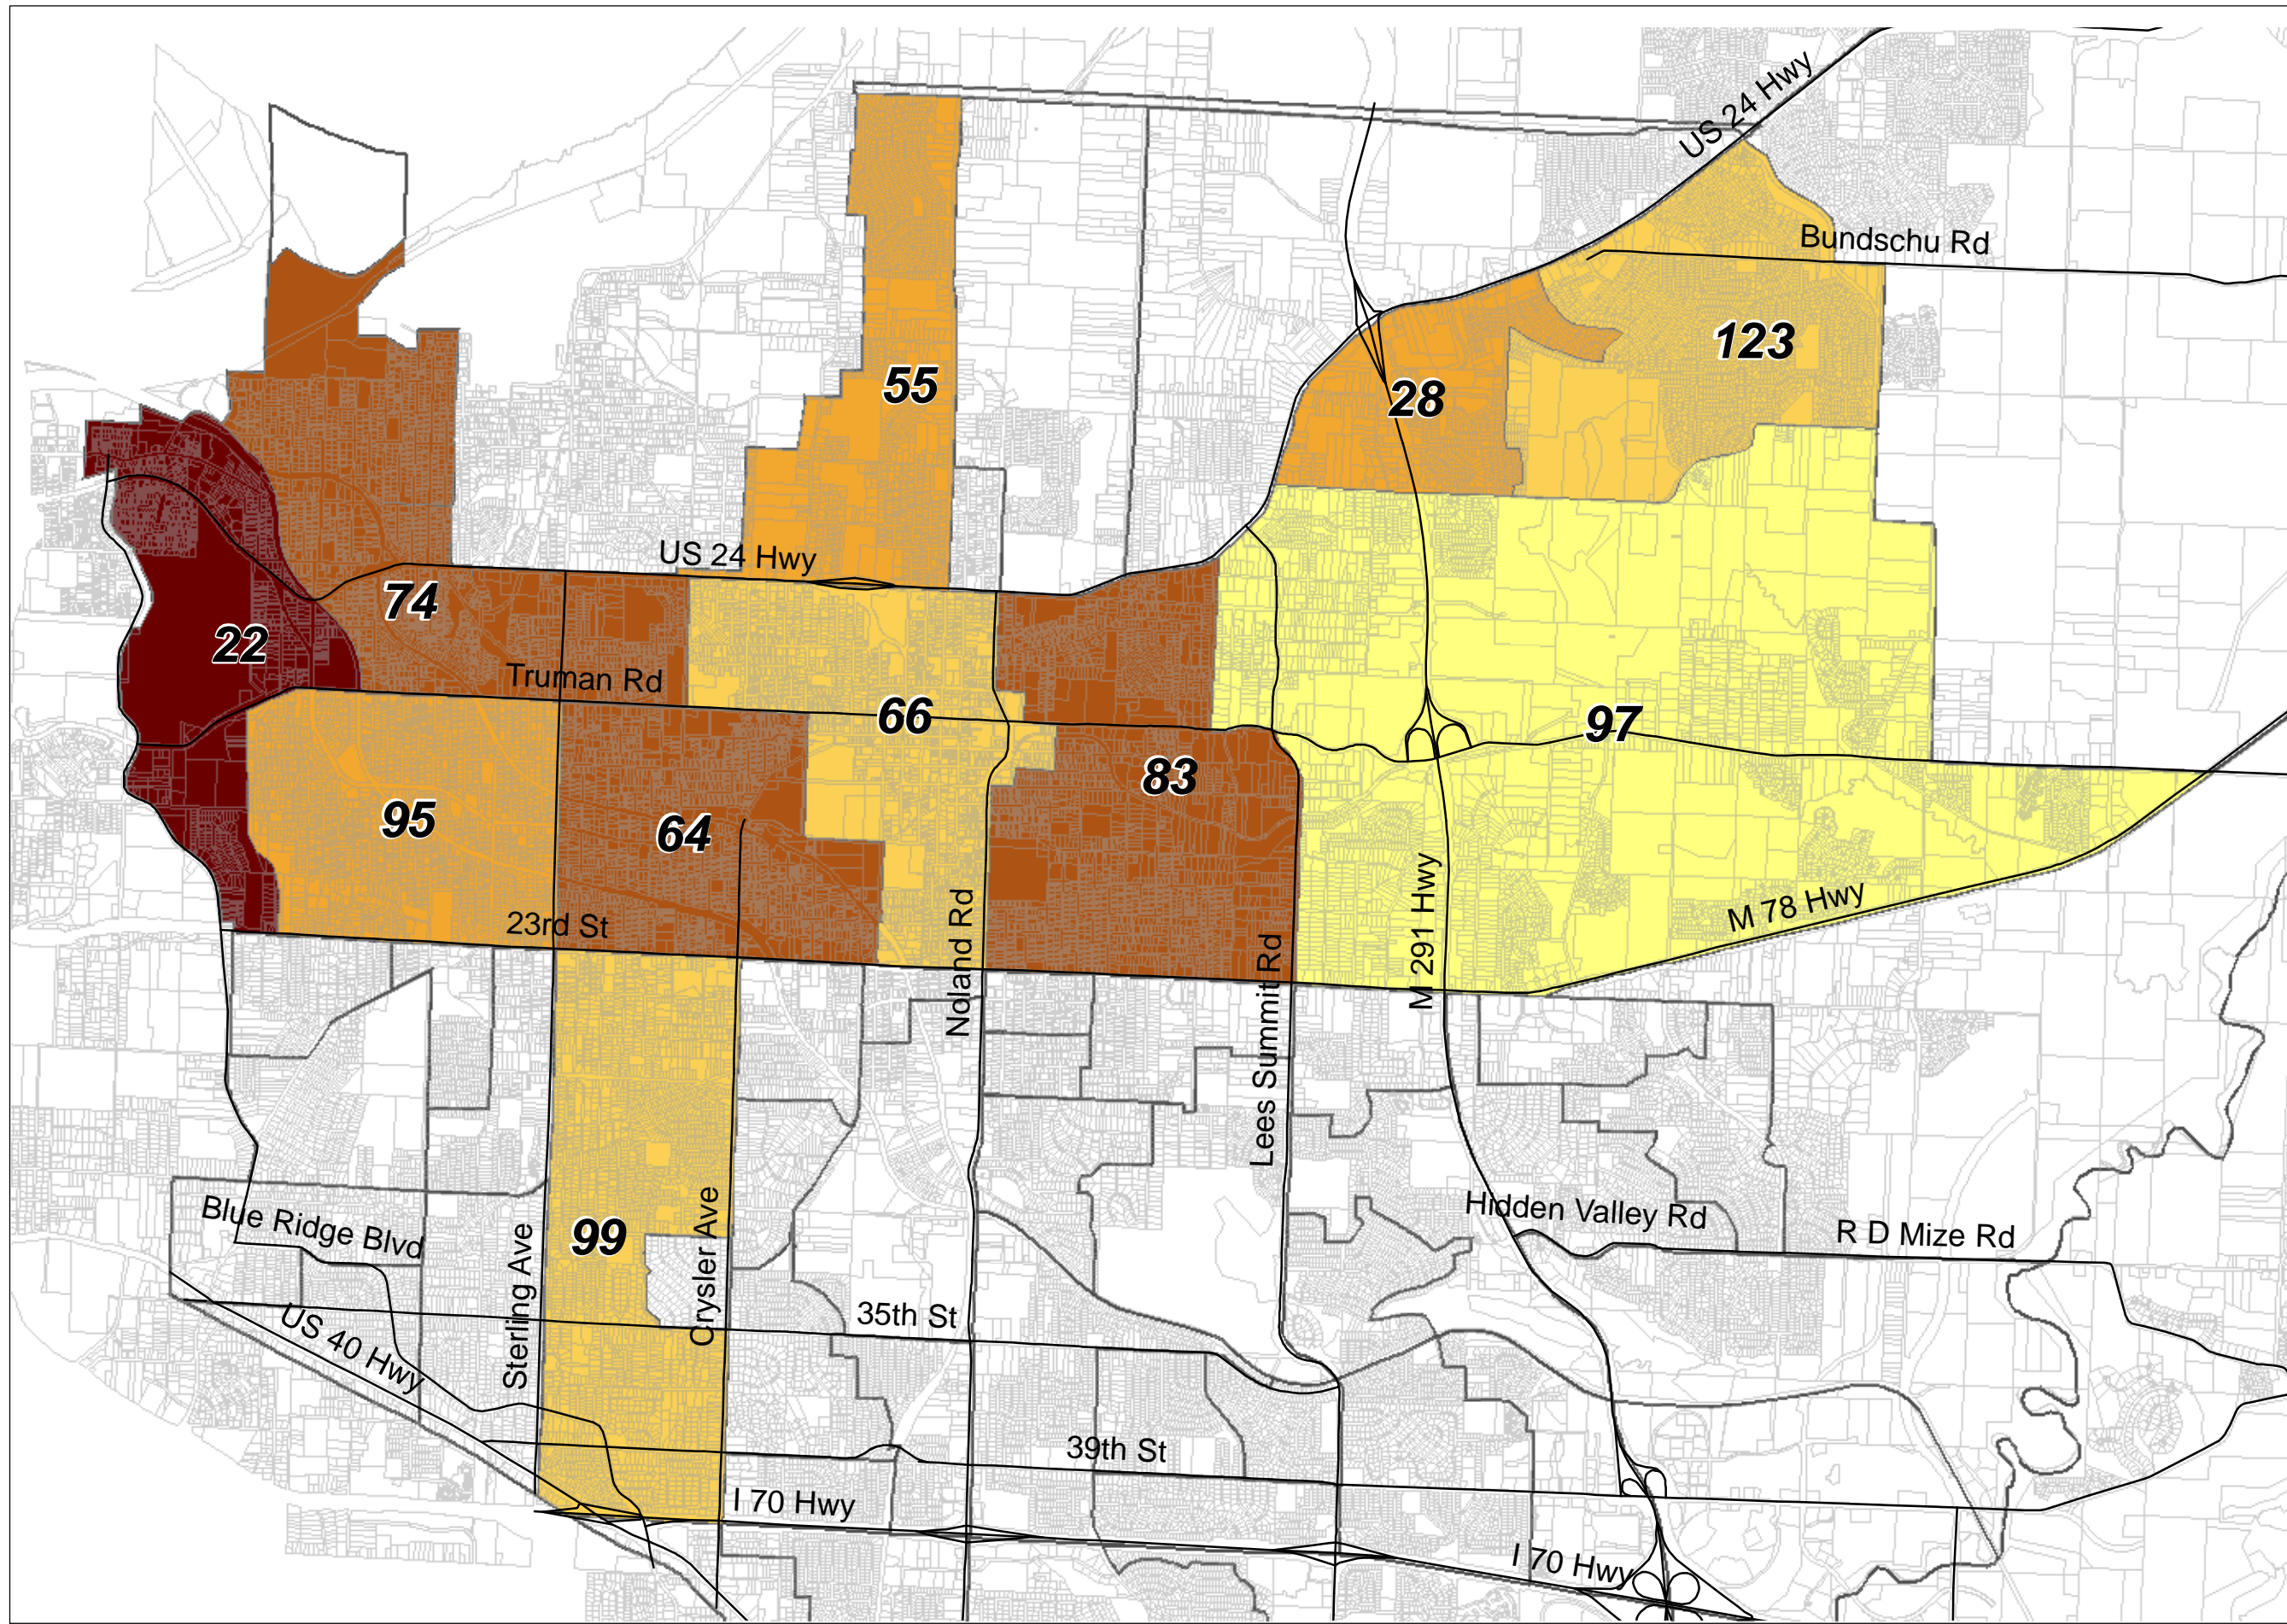 US 24 Hwy
Bundschu Rd
123
55
28
US 24 Hwy
74
22
Truman Rd
66
97
83
95
64
M 78 Hwy
23rd St
Noland Rd
M 291 Hwy
Lees Summit Rd
Blue Ridge Blvd
99
Crysler Ave
Sterling Ave
Hidden Valley Rd
R D Mize Rd
US 40 Hwy
35th St
39th St
I 70 Hwy
I 70 Hwy